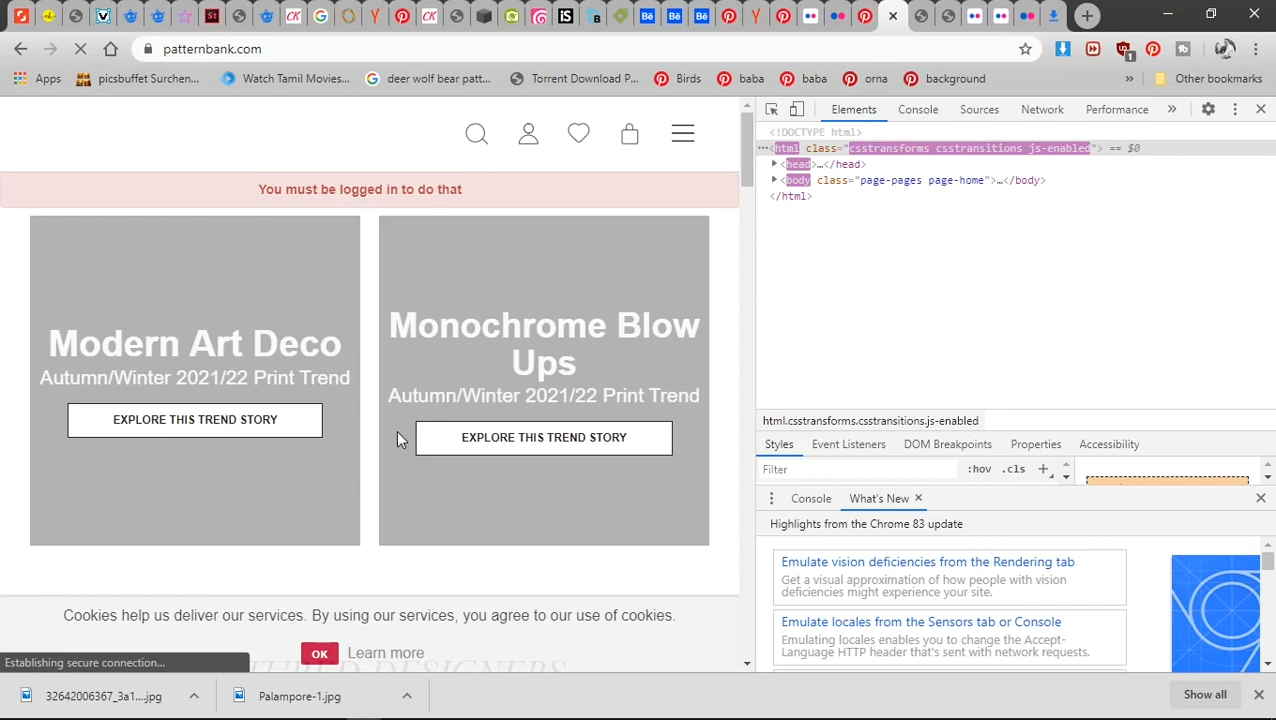 patternbank.com
1
Apps
picsbuffet Surchen...
Watch Tamil Movies...
deer wolf bear patt...
Torrent Download P...
Birds
baba
baba
orna
background
»
Other bookmarks
You must be logged in to do that
Modern Art Deco
Autumn/Winter 2021/22 Print Trend
EXPLORE THIS TREND STORY
Monochrome Blow
Ups
Autumn/Winter 2021/22 Print Trend
EXPLORE THIS TREND STORY
Cookies help us deliver our services. By using our services, you agree to our use of cookies.
OK
Learn more
Establishing secure connection...
Elements
Console
Sources
Network
Performance
»
<!DOCTYPE html>
<html class="csstransforms csstransitions js-enabled"> == $0
<head>…</head>
<body class="page-pages page-home">…</body>
</html>
html.csstransforms.csstransitions.js-enabled
Styles
Event Listeners
DOM Breakpoints
Properties
Accessibility
Filter
:hov
.cls
+
Console
What's New
Highlights from the Chrome 83 update
Emulate vision deficiencies from the Rendering tab
Get a visual approximation of how people with vision
deficiencies might experience your site.
Emulate locales from the Sensors tab or Console
Emulating locales enables you to change the Accept-
Language HTTP header that's sent with network requests.
32642006367_3a1....jpg
Palampore-1.jpg
Show all